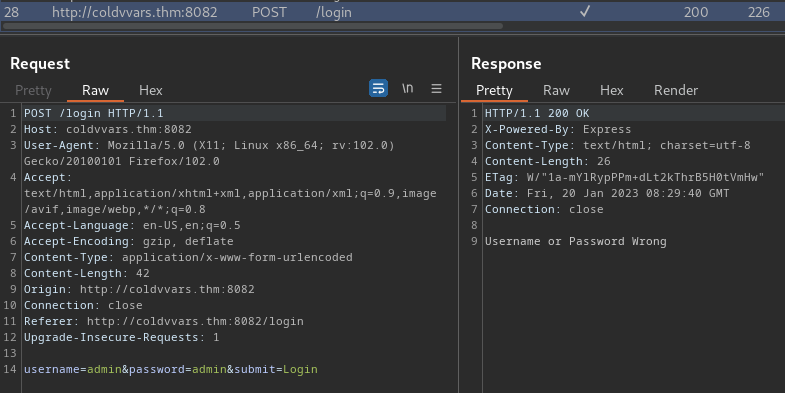 28 http://coldvvars.thm:8082 POST /login ✓ 200 226
Request
Pretty Raw Hex
\n
1 POST /login HTTP/1.1
2 Host: coldvvars.thm:8082
3 User-Agent: Mozilla/5.0 (X11; Linux x86_64; rv:102.0)
Gecko/20100101 Firefox/102.0
4 Accept:
text/html,application/xhtml+xml,application/xml;q=0.9,image
/avif,image/webp,*/*;q=0.8
5 Accept-Language: en-US,en;q=0.5
6 Accept-Encoding: gzip, deflate
7 Content-Type: application/x-www-form-urlencoded
8 Content-Length: 42
9 Origin: http://coldvvars.thm:8082
10 Connection: close
11 Referer: http://coldvvars.thm:8082/login
12 Upgrade-Insecure-Requests: 1
13
14 username=admin&password=admin&submit=Login
Response
Pretty Raw Hex Render
1 HTTP/1.1 200 OK
2 X-Powered-By: Express
3 Content-Type: text/html; charset=utf-8
4 Content-Length: 26
5 ETag: W/"1a-mYlRypPPm+dLt2kThrB5H0tVmHw"
6 Date: Fri, 20 Jan 2023 08:29:40 GMT
7 Connection: close
8
9 Username or Password Wrong